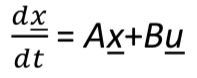 dx/dt = Ax+Bu